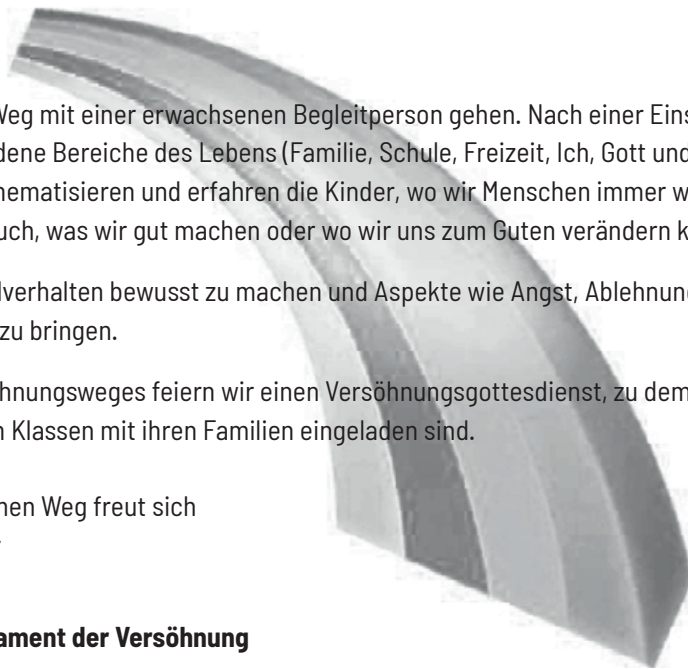 Weg mit einer erwachsenen Begleitperson gehen. Nach einer Eins
dene Bereiche des Lebens (Familie, Schule, Freizeit, Ich, Gott und
hematisieren und erfahren die Kinder, wo wir Menschen immer w
uch, was wir gut machen oder wo wir uns zum Guten verändern k
lverhalten bewusst zu machen und Aspekte wie Angst, Ablehnung
zu bringen.
hnungsweges feiern wir einen Versöhnungsgottesdienst, zu dem
n Klassen mit ihren Familien eingeladen sind.
nen Weg freut sich
ament der Versöhnung